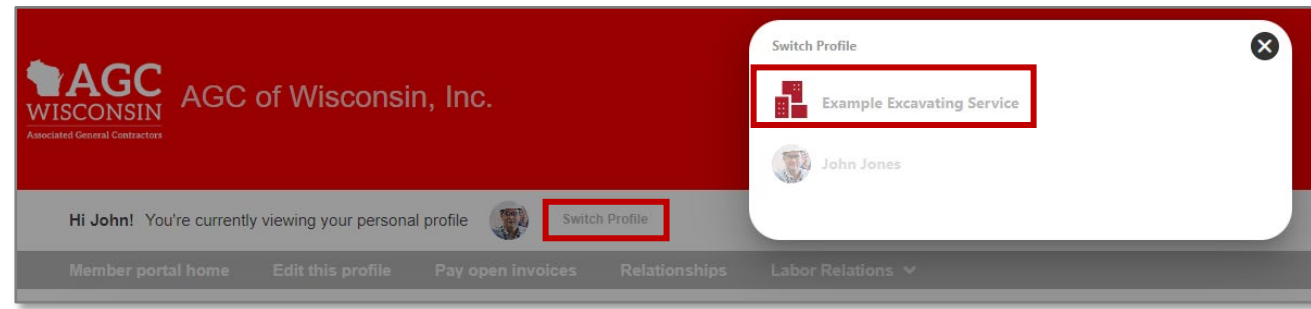 AGC
WISCONSIN
Associated General Contractors
AGC of Wisconsin, Inc.
Switch Profile
Example Excavating Service
John Jones
Hi John! You're currently viewing your personal profile
Switch Profile
Member portal home Edit this profile Pay open invoices Relationships Labor Relations